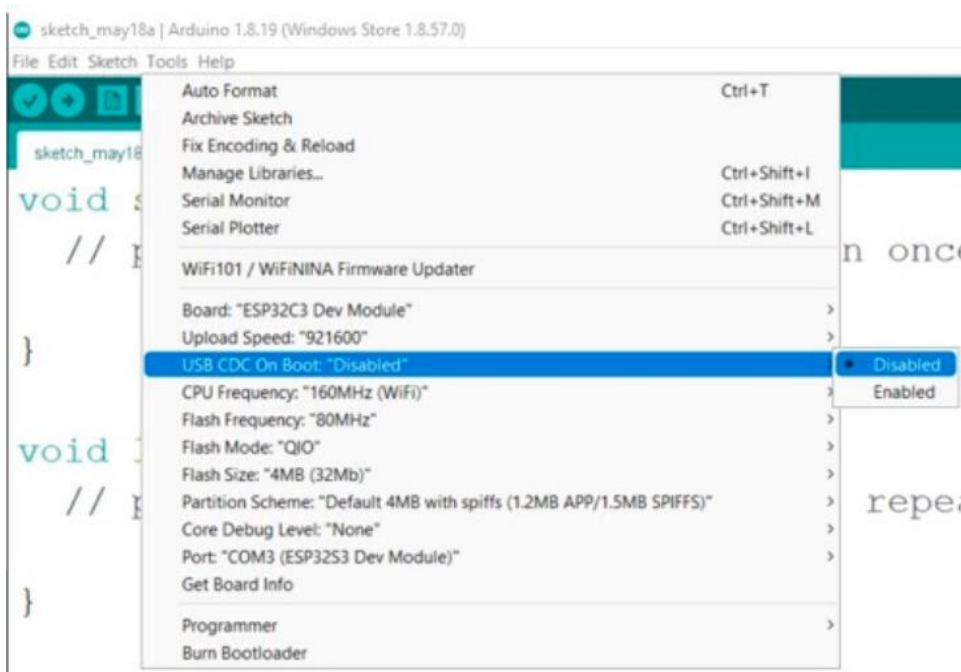 sketch_may18a | Arduino 1.8.19 (Windows Store 1.8.57.0)
File Edit Sketch Tools Help
Auto Format Ctrl+T
Archive Sketch
sketch_may18
Fix Encoding & Reload
Manage Libraries... Ctrl+Shift+I
void s
Serial Monitor Ctrl+Shift+M
Serial Plotter Ctrl+Shift+L
// p n once
WiFi101 / WiFiNINA Firmware Updater
Board: "ESP32C3 Dev Module"
Upload Speed: "921600"
}
USB CDC On Boot: "Disabled" Disabled
CPU Frequency: "160MHz (WiFi)" Enabled
Flash Frequency: "80MHz"
Flash Mode: "QIO"
void
Flash Size: "4MB (32Mb)"
Partition Scheme: "Default 4MB with spiffs (1.2MB APP/1.5MB SPIFFS)"
// p repea
Core Debug Level: "None"
Port: "COM3 (ESP32S3 Dev Module)"
Get Board Info
}
Programmer
Burn Bootloader